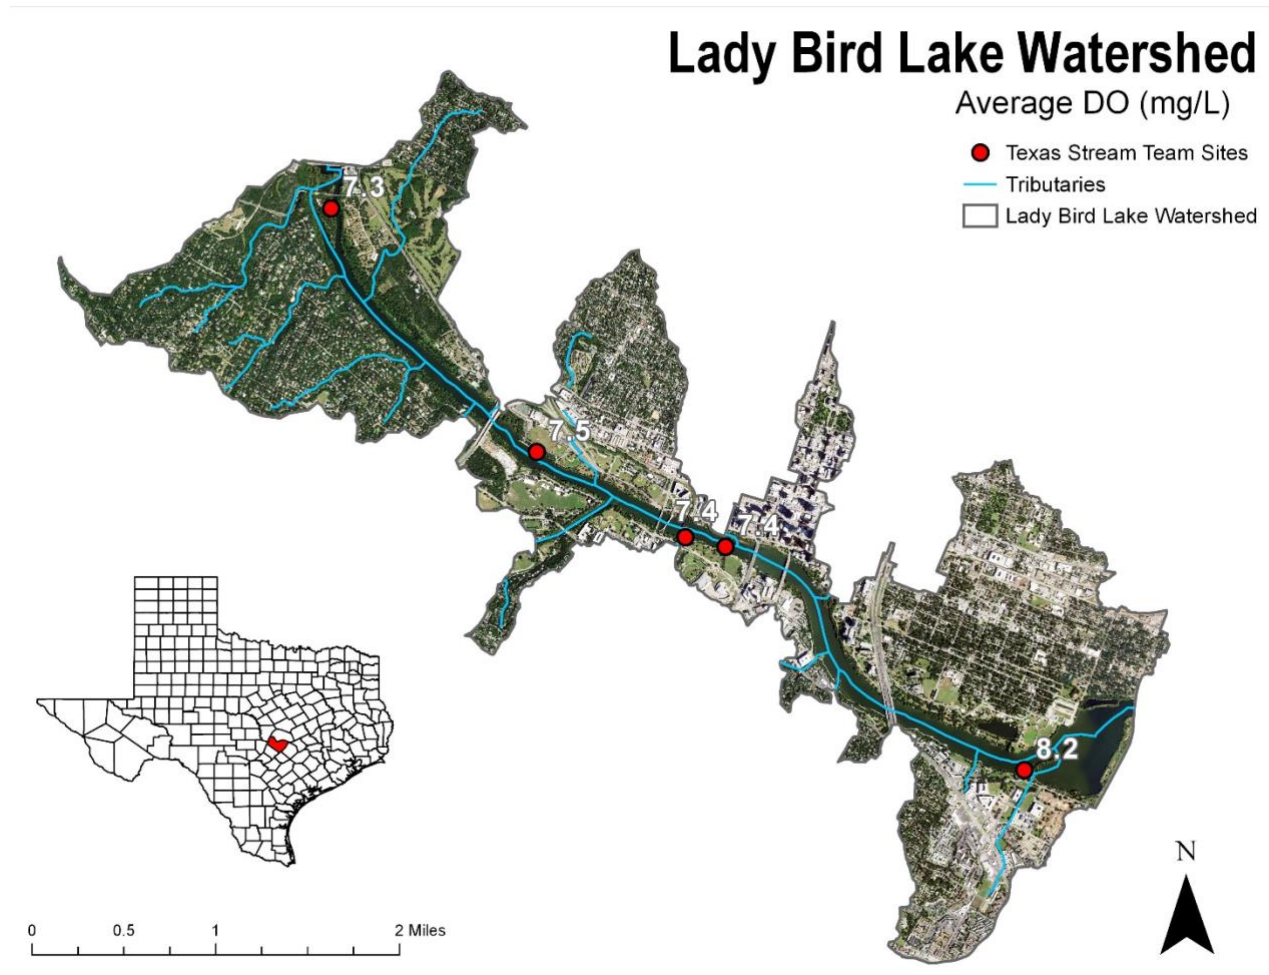 Lady Bird Lake Watershed
Average DO (mg/L)
Texas Stream Team Sites
Tributaries
Lady Bird Lake Watershed
7.3
7.5
7.4
7.4
8.2
N
0 0.5 1 2 Miles